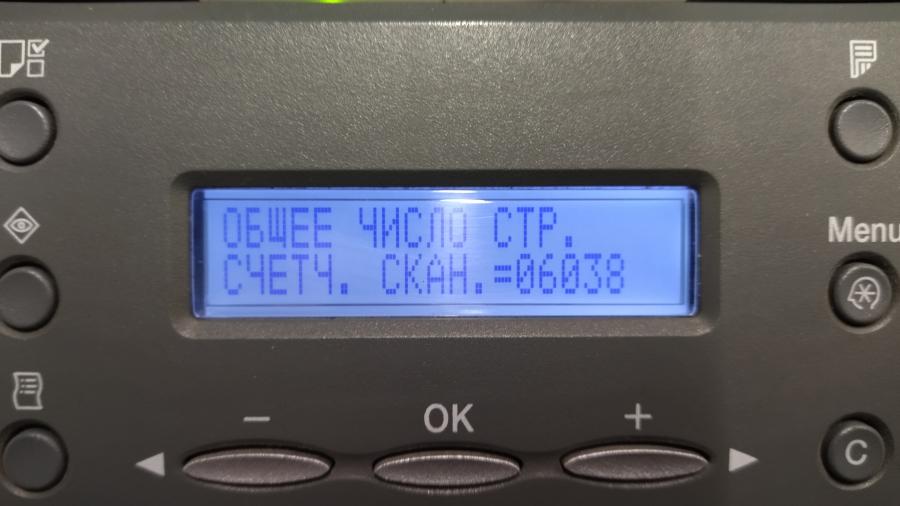 ОБЩЕЕ ЧИСЛО СТР.
СЧЕТЧ. СКАН.=06038
Menu
− OK +
C